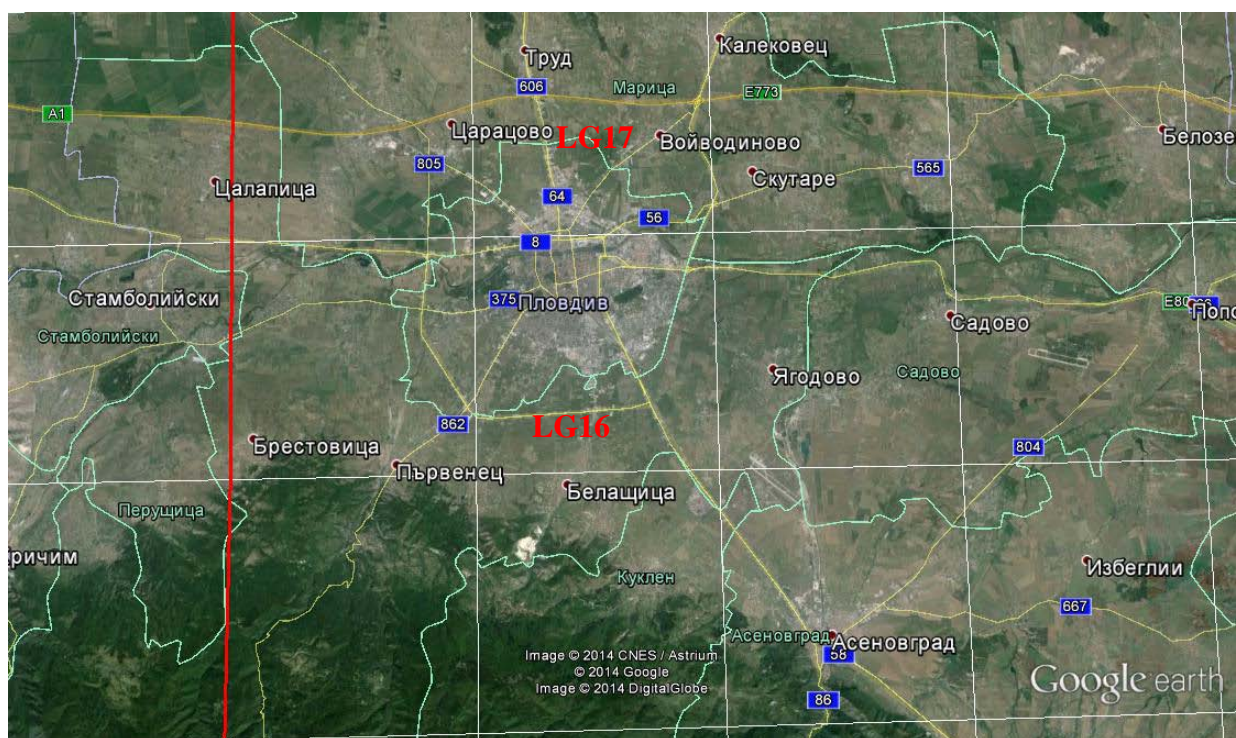 Калековец
Труд
606
Марица
E773
A1
Царацово
LG17
Войводиново
Белозе
805
565
Скутаре
Цалапица
64
56
8
Стамболийски
375
Пловдив
E80
Попо
Садово
Стамболийски
Ягодово
Садово
862
LG16
Брестовица
804
Първенец
Белащица
Перущица
ричим
Избеглии
Куклен
667
Асеновград
Асеновград
58
Image © 2014 CNES / Astrium
© 2014 Google
Image © 2014 DigitalGlobe
Google earth
86